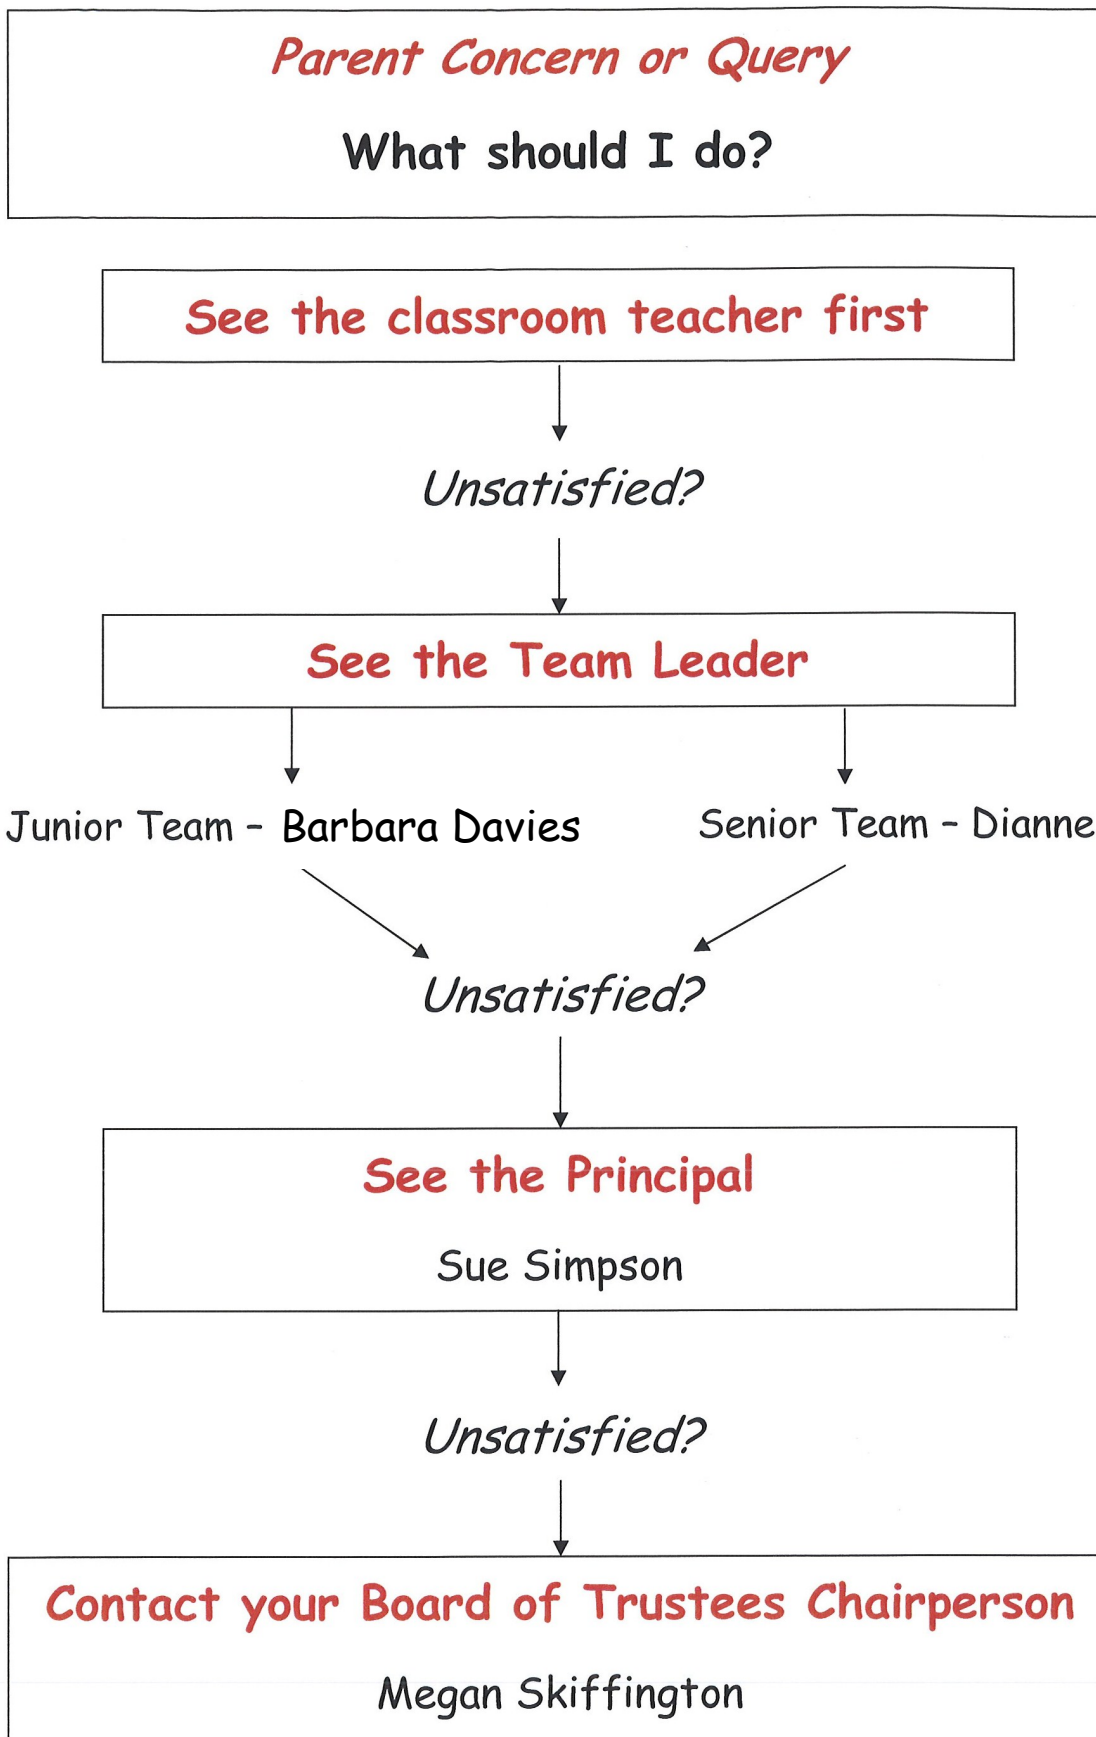 Parent Concern or Query
What should I do?
See the classroom teacher first
Unsatisfied?
See the Team Leader
Junior Team – Barbara Davies
Senior Team – Dianne
Unsatisfied?
See the Principal
Sue Simpson
Unsatisfied?
Contact your Board of Trustees Chairperson
Megan Skiffington